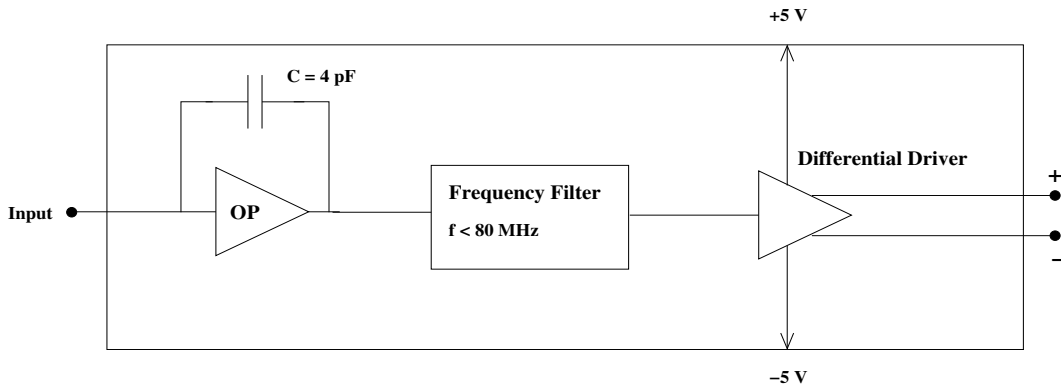 +5 V
C = 4 pF
Differential Driver
Frequency Filter
f < 80 MHz
Input
OP
+
−
−5 V